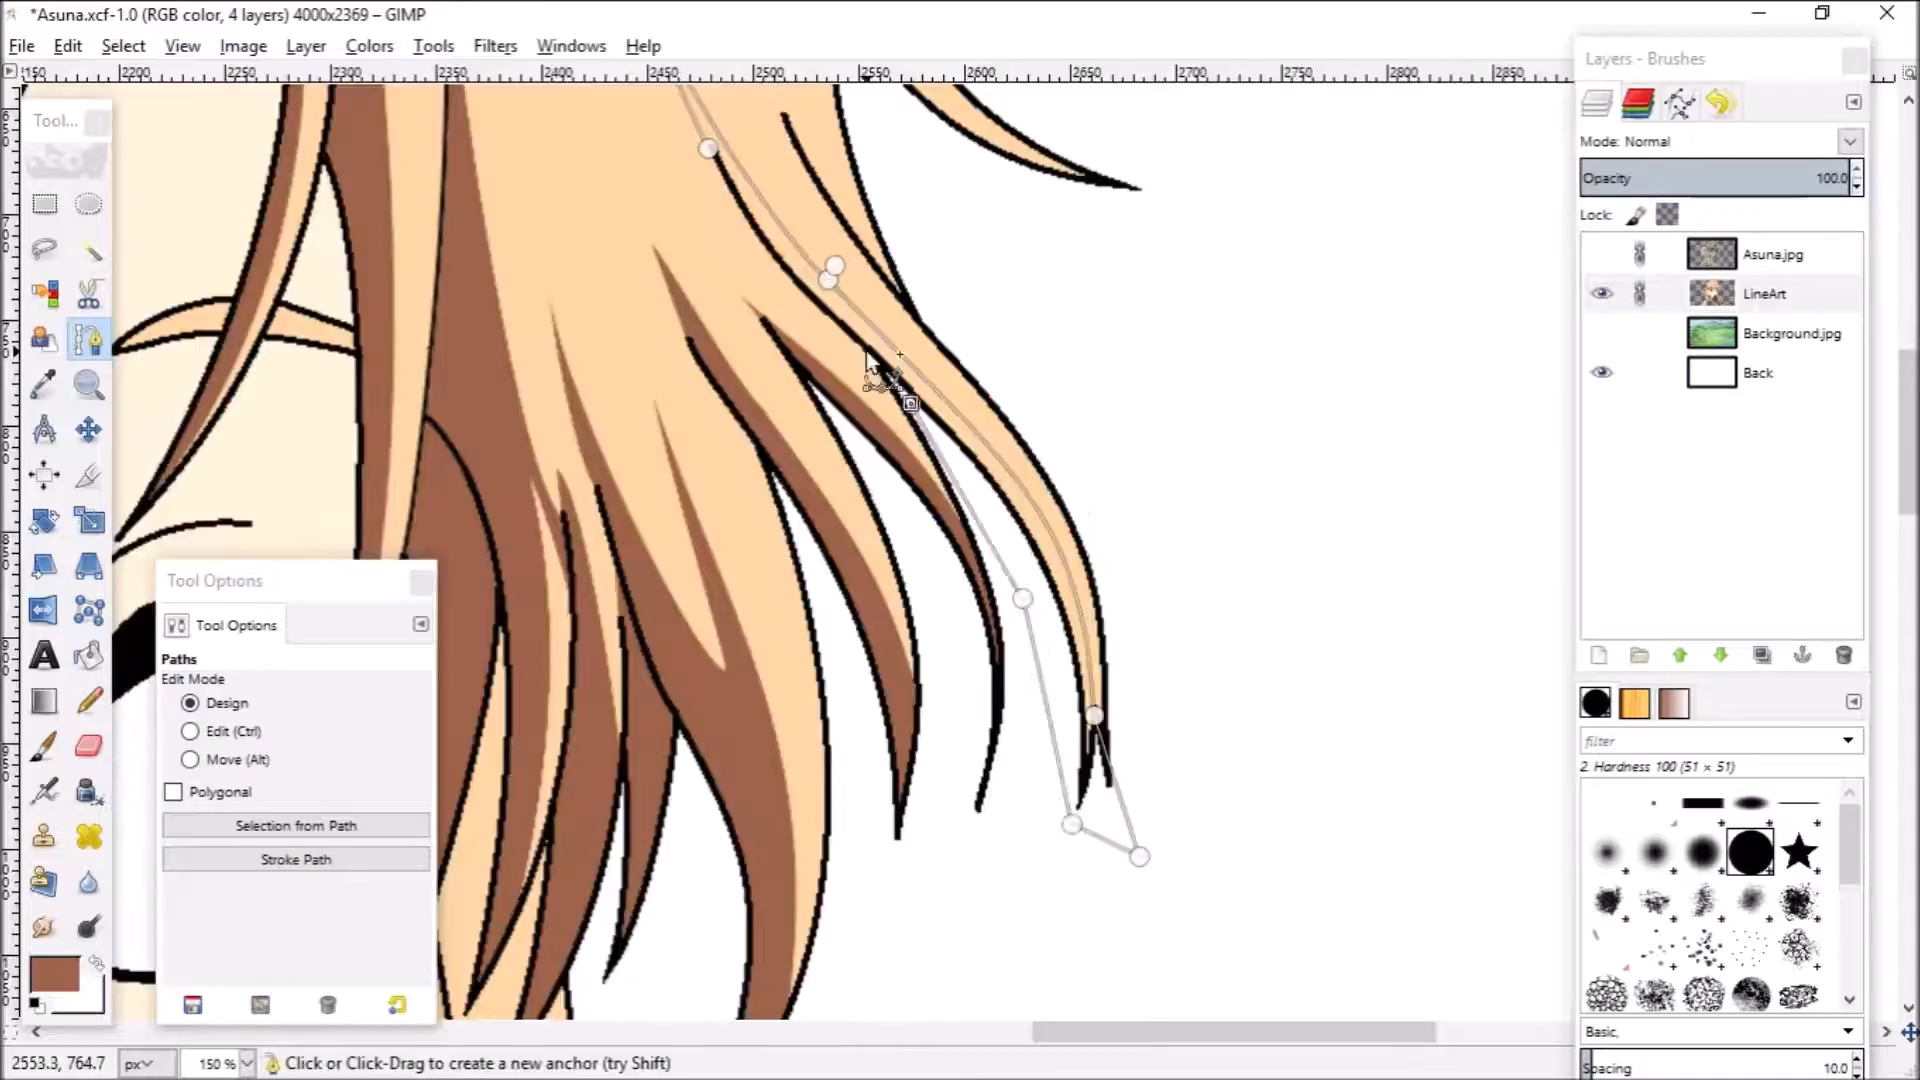 *Asuna.xcf-1.0 (RGB color, 4 layers) 4000x2369 – GIMP
File Edit Select View Image Layer Colors Tools Filters Windows Help
2150 2200 2250 2300 2350 2400 2450 2500 2550 2600 2650 2700 2750 2800 2850
Tool...
Layers - Brushes
Mode: Normal
Opacity 100.0
Lock:
Asuna.jpg
LineArt
Background.jpg
Back
Tool Options
Tool Options
Paths
Edit Mode
Design
Edit (Ctrl)
Move (Alt)
Polygonal
Selection from Path
Stroke Path
filter
2. Hardness 100 (51 × 51)
Basic,
Spacing 10.0
2553.3, 764.7 px 150 % Click or Click-Drag to create a new anchor (try Shift)